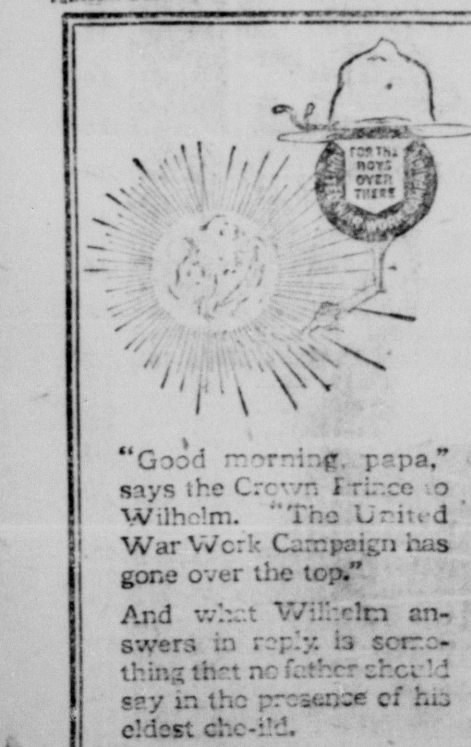 FOR THE
BOYS
OVER
THERE
"Good morning, papa,"
says the Crown Prince to
Wilhelm. "The United
War Work Campaign has
gone over the top."
And what Wilhelm an-
swers in reply is some-
thing that no father should
say in the presence of his
eldest che-ild.